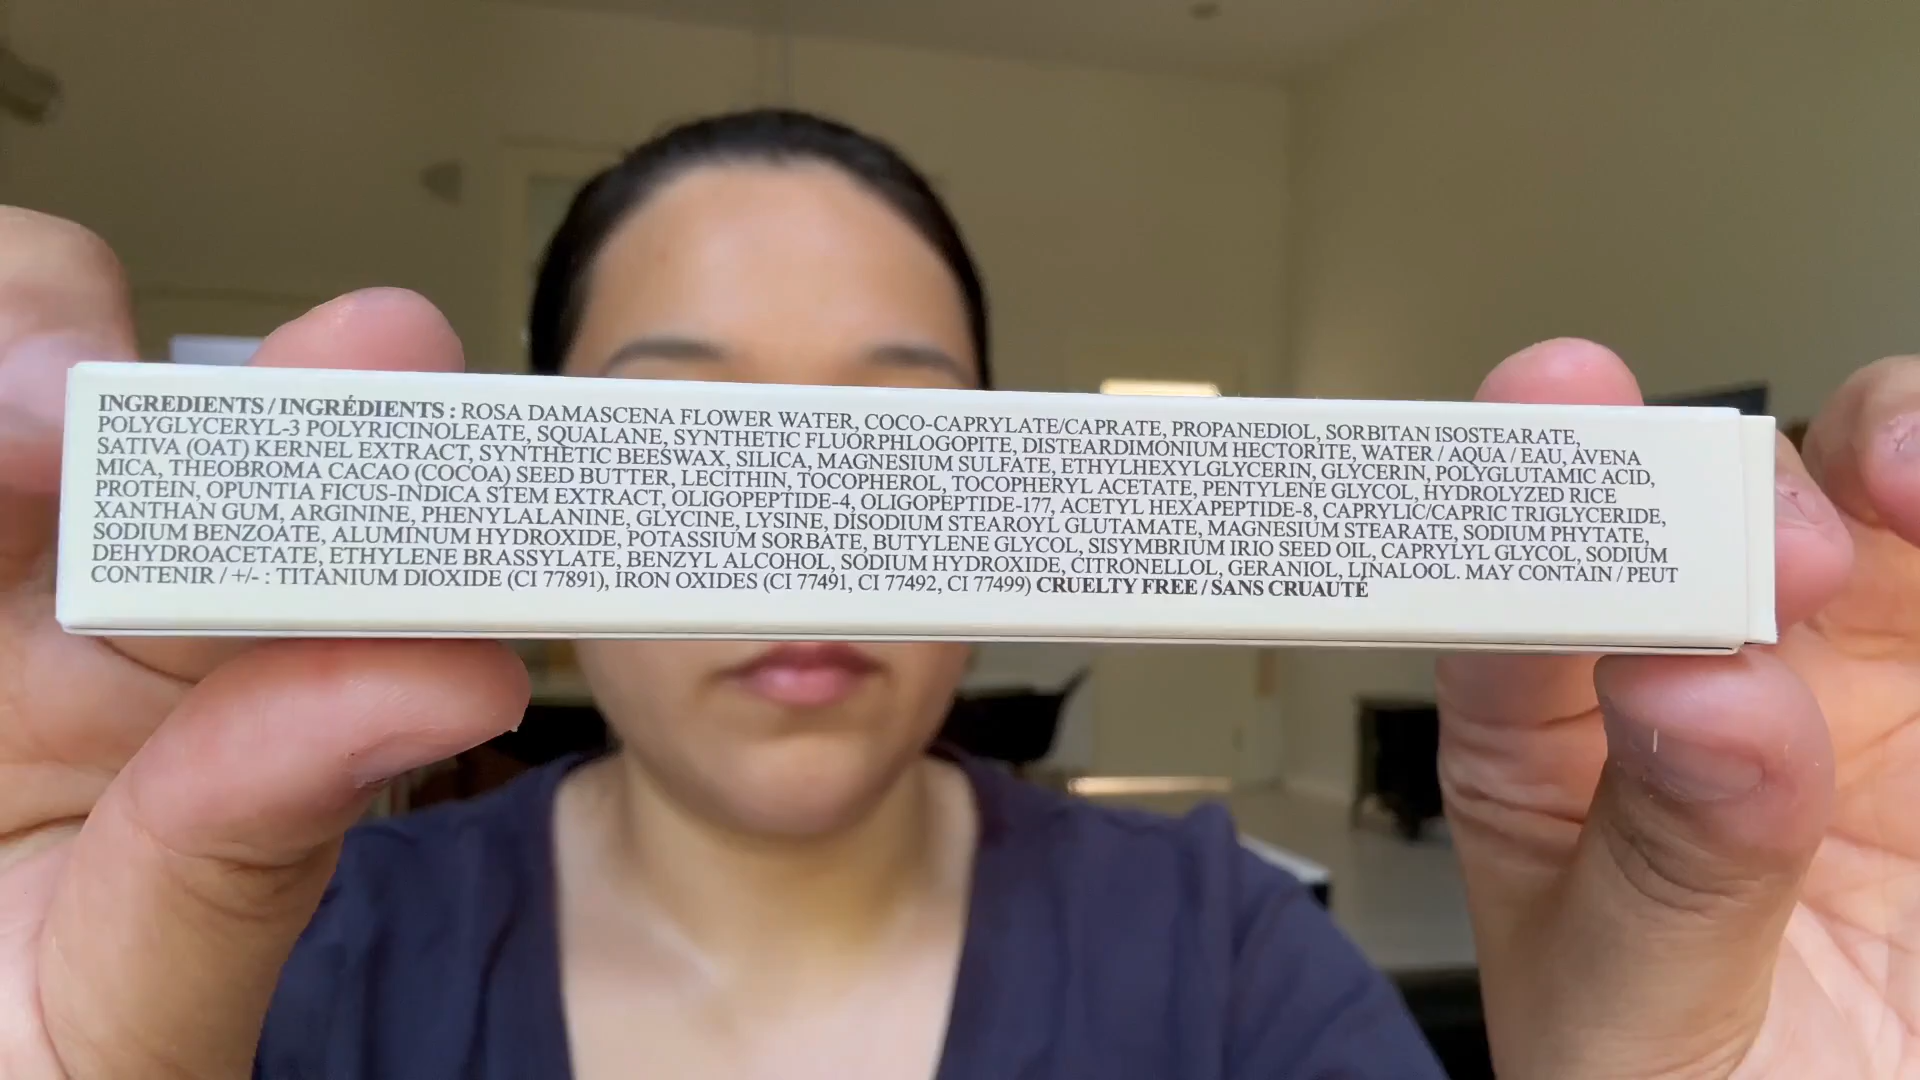 INGREDIENTS / INGRÉDIENTS : ROSA DAMASCENA FLOWER WATER, COCO-CAPRYLATE/CAPRATE, PROPANEDIOL, SORBITAN ISOSTEARATE,
POLYGLYCERYL-3 POLYRICINOLEATE, SQUALANE, SYNTHETIC FLUORPHLOGOPITE, DISTEARDIMONIUM HECTORITE, WATER / AQUA / EAU, AVENA
SATIVA (OAT) KERNEL EXTRACT, SYNTHETIC BEESWAX, SILICA, MAGNESIUM SULFATE, ETHYLHEXYLGLYCERIN, GLYCERIN, POLYGLUTAMIC ACID,
MICA, THEOBROMA CACAO (COCOA) SEED BUTTER, LECITHIN, TOCOPHEROL, TOCOPHERYL ACETATE, PENTYLENE GLYCOL, HYDROLYZED RICE
PROTEIN, OPUNTIA FICUS-INDICA STEM EXTRACT, OLIGOPEPTIDE-4, OLIGOPEPTIDE-177, ACETYL HEXAPEPTIDE-8, CAPRYLIC/CAPRIC TRIGLYCERIDE,
XANTHAN GUM, ARGININE, PHENYLALANINE, GLYCINE, LYSINE, DISODIUM STEAROYL GLUTAMATE, MAGNESIUM STEARATE, SODIUM PHYTATE,
SODIUM BENZOATE, ALUMINUM HYDROXIDE, POTASSIUM SORBATE, BUTYLENE GLYCOL, SISYMBRIUM IRIO SEED OIL, CAPRYLYL GLYCOL, SODIUM
DEHYDROACETATE, ETHYLENE BRASSYLATE, BENZYL ALCOHOL, SODIUM HYDROXIDE, CITRONELLOL, GERANIOL, LINALOOL. MAY CONTAIN / PEUT
CONTENIR / +/- : TITANIUM DIOXIDE (CI 77891), IRON OXIDES (CI 77491, CI 77492, CI 77499) CRUELTY FREE / SANS CRUAUTÉ